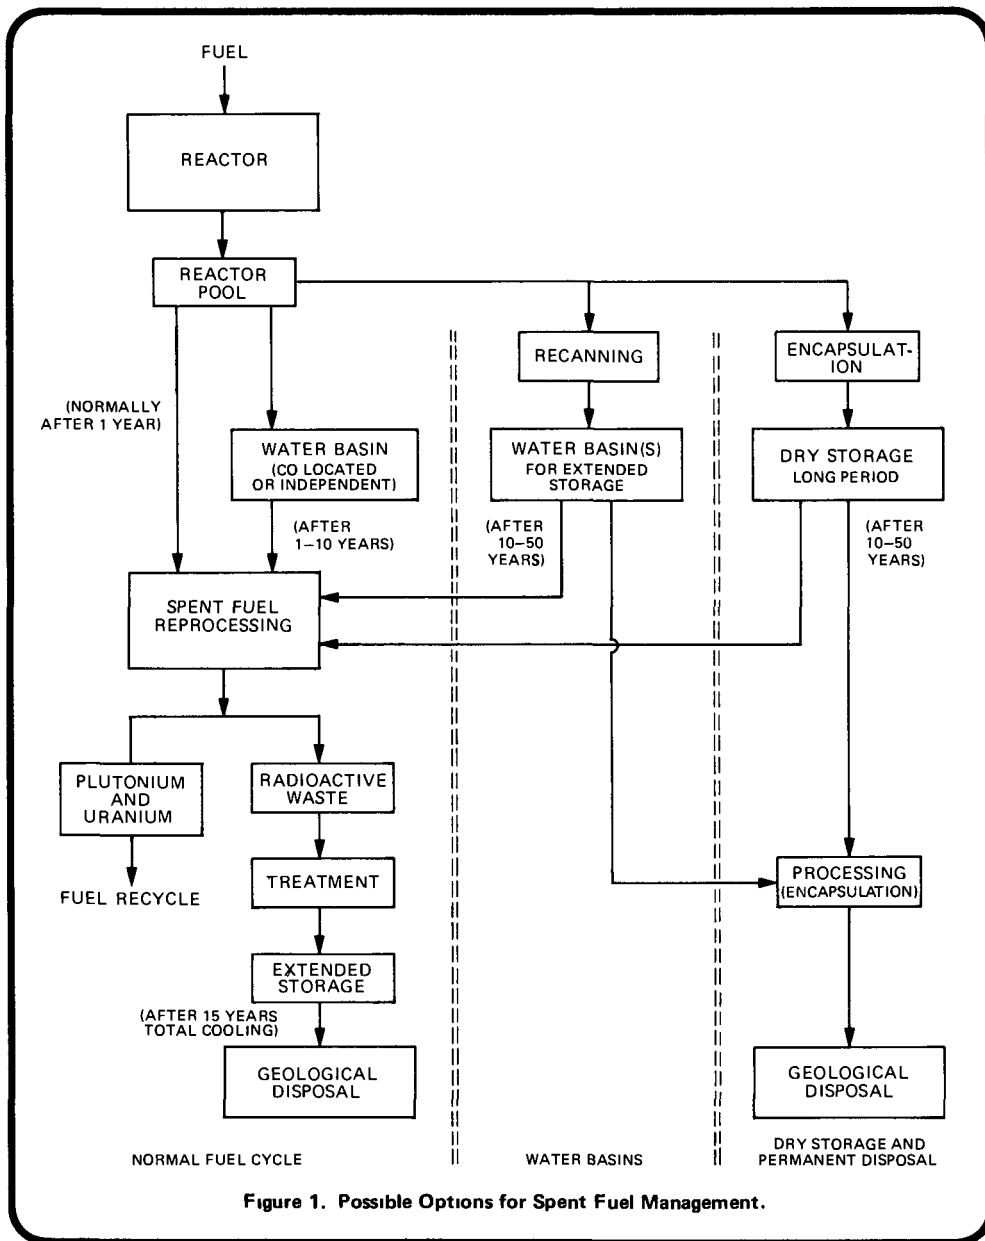 FUEL
REACTOR
REACTOR
POOL
RECANNING
ENCAPSULAT-
ION
(NORMALLY
AFTER 1 YEAR)
WATER BASIN
(CO LOCATED
OR INDEPENDENT)
WATER BASIN(S)
FOR EXTENDED
STORAGE
DRY STORAGE
LONG PERIOD
(AFTER
1–10 YEARS)
(AFTER
10–50
YEARS)
(AFTER
10–50
YEARS)
SPENT FUEL
REPROCESSING
PLUTONIUM
AND
URANIUM
RADIOACTIVE
WASTE
TREATMENT
FUEL RECYCLE
PROCESSING
(ENCAPSULATION)
EXTENDED
STORAGE
(AFTER 15 YEARS
TOTAL COOLING)
GEOLOGICAL
DISPOSAL
GEOLOGICAL
DISPOSAL
NORMAL FUEL CYCLE
WATER BASINS
DRY STORAGE AND
PERMANENT DISPOSAL
Figure 1. Possible Options for Spent Fuel Management.